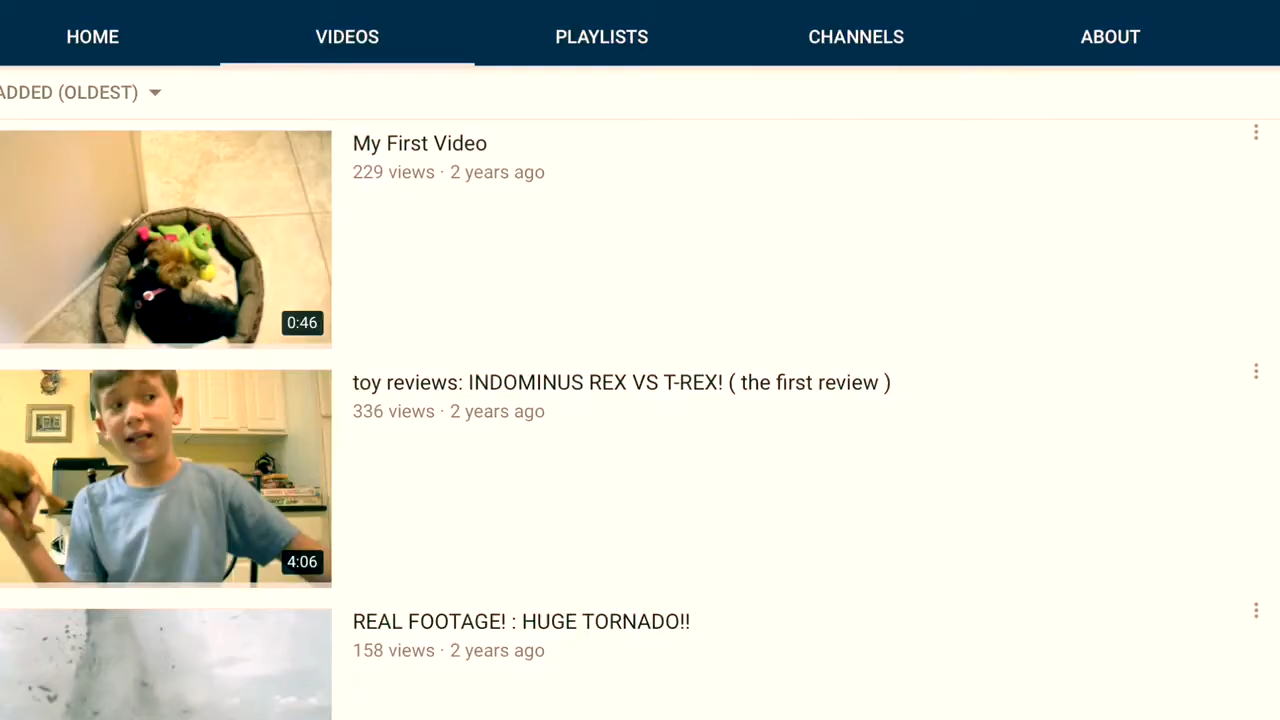 HOME VIDEOS PLAYLISTS CHANNELS ABOUT
ADDED (OLDEST)
My First Video
229 views · 2 years ago
0:46
toy reviews: INDOMINUS REX VS T-REX! ( the first review )
336 views · 2 years ago
4:06
REAL FOOTAGE! : HUGE TORNADO!!
158 views · 2 years ago